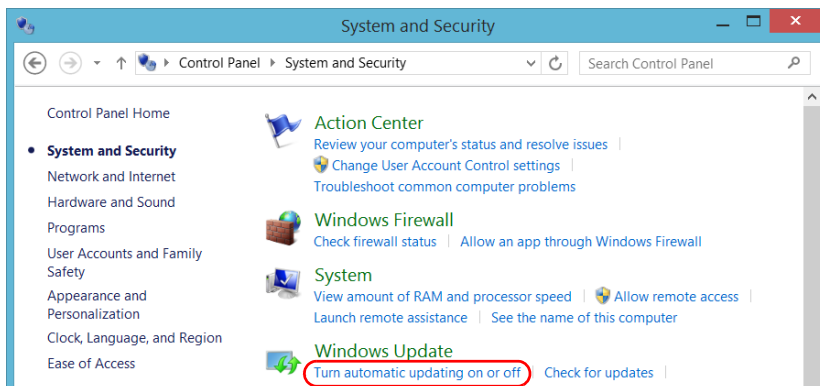 System and Security
Control Panel System and Security
Search Control Panel
Control Panel Home
System and Security
Network and Internet
Hardware and Sound
Programs
User Accounts and Family
Safety
Appearance and
Personalization
Clock, Language, and Region
Ease of Access
Action Center
Review your computer's status and resolve issues
Change User Account Control settings
Troubleshoot common computer problems
Windows Firewall
Check firewall status Allow an app through Windows Firewall
System
View amount of RAM and processor speed Allow remote access
Launch remote assistance See the name of this computer
Windows Update
Turn automatic updating on or off Check for updates